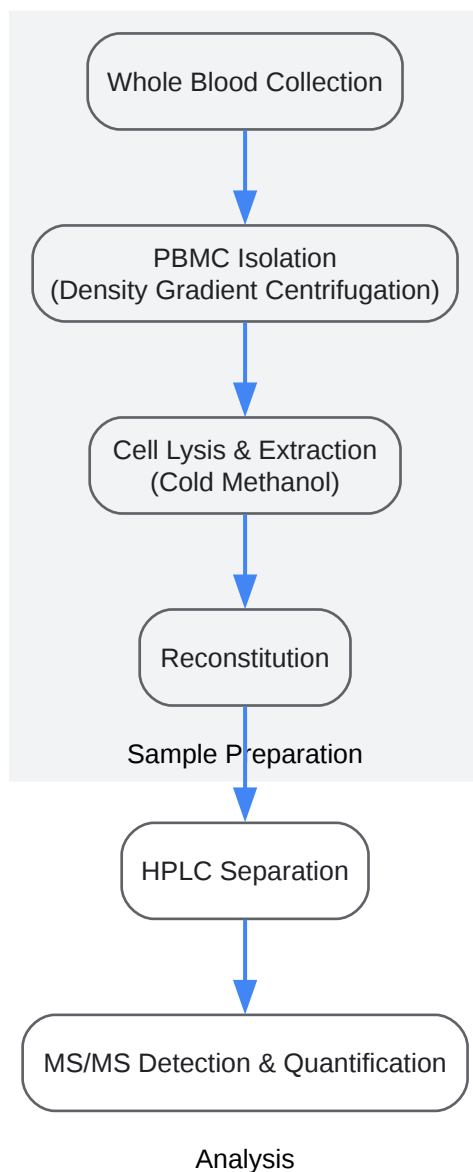 Whole Blood Collection
PBMC Isolation
(Density Gradient Centrifugation)
Cell Lysis & Extraction
(Cold Methanol)
Reconstitution
Sample Preparation
HPLC Separation
MS/MS Detection & Quantification
Analysis